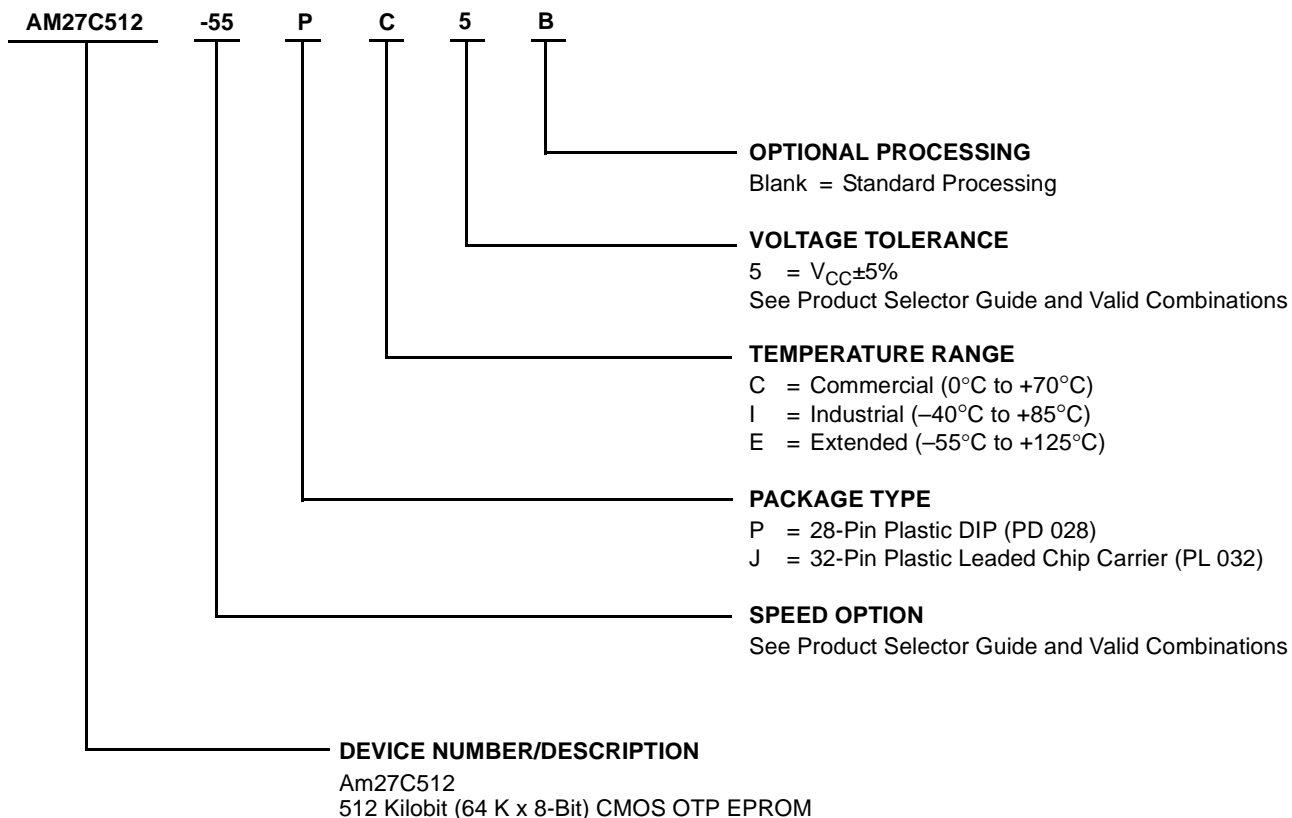 AM27C512 -55 P C 5 B
OPTIONAL PROCESSING
Blank = Standard Processing
VOLTAGE TOLERANCE
5 = VCC±5%
See Product Selector Guide and Valid Combinations
TEMPERATURE RANGE
C = Commercial (0°C to +70°C)
I = Industrial (–40°C to +85°C)
E = Extended (–55°C to +125°C)
PACKAGE TYPE
P = 28-Pin Plastic DIP (PD 028)
J = 32-Pin Plastic Leaded Chip Carrier (PL 032)
SPEED OPTION
See Product Selector Guide and Valid Combinations
DEVICE NUMBER/DESCRIPTION
Am27C512
512 Kilobit (64 K x 8-Bit) CMOS OTP EPROM